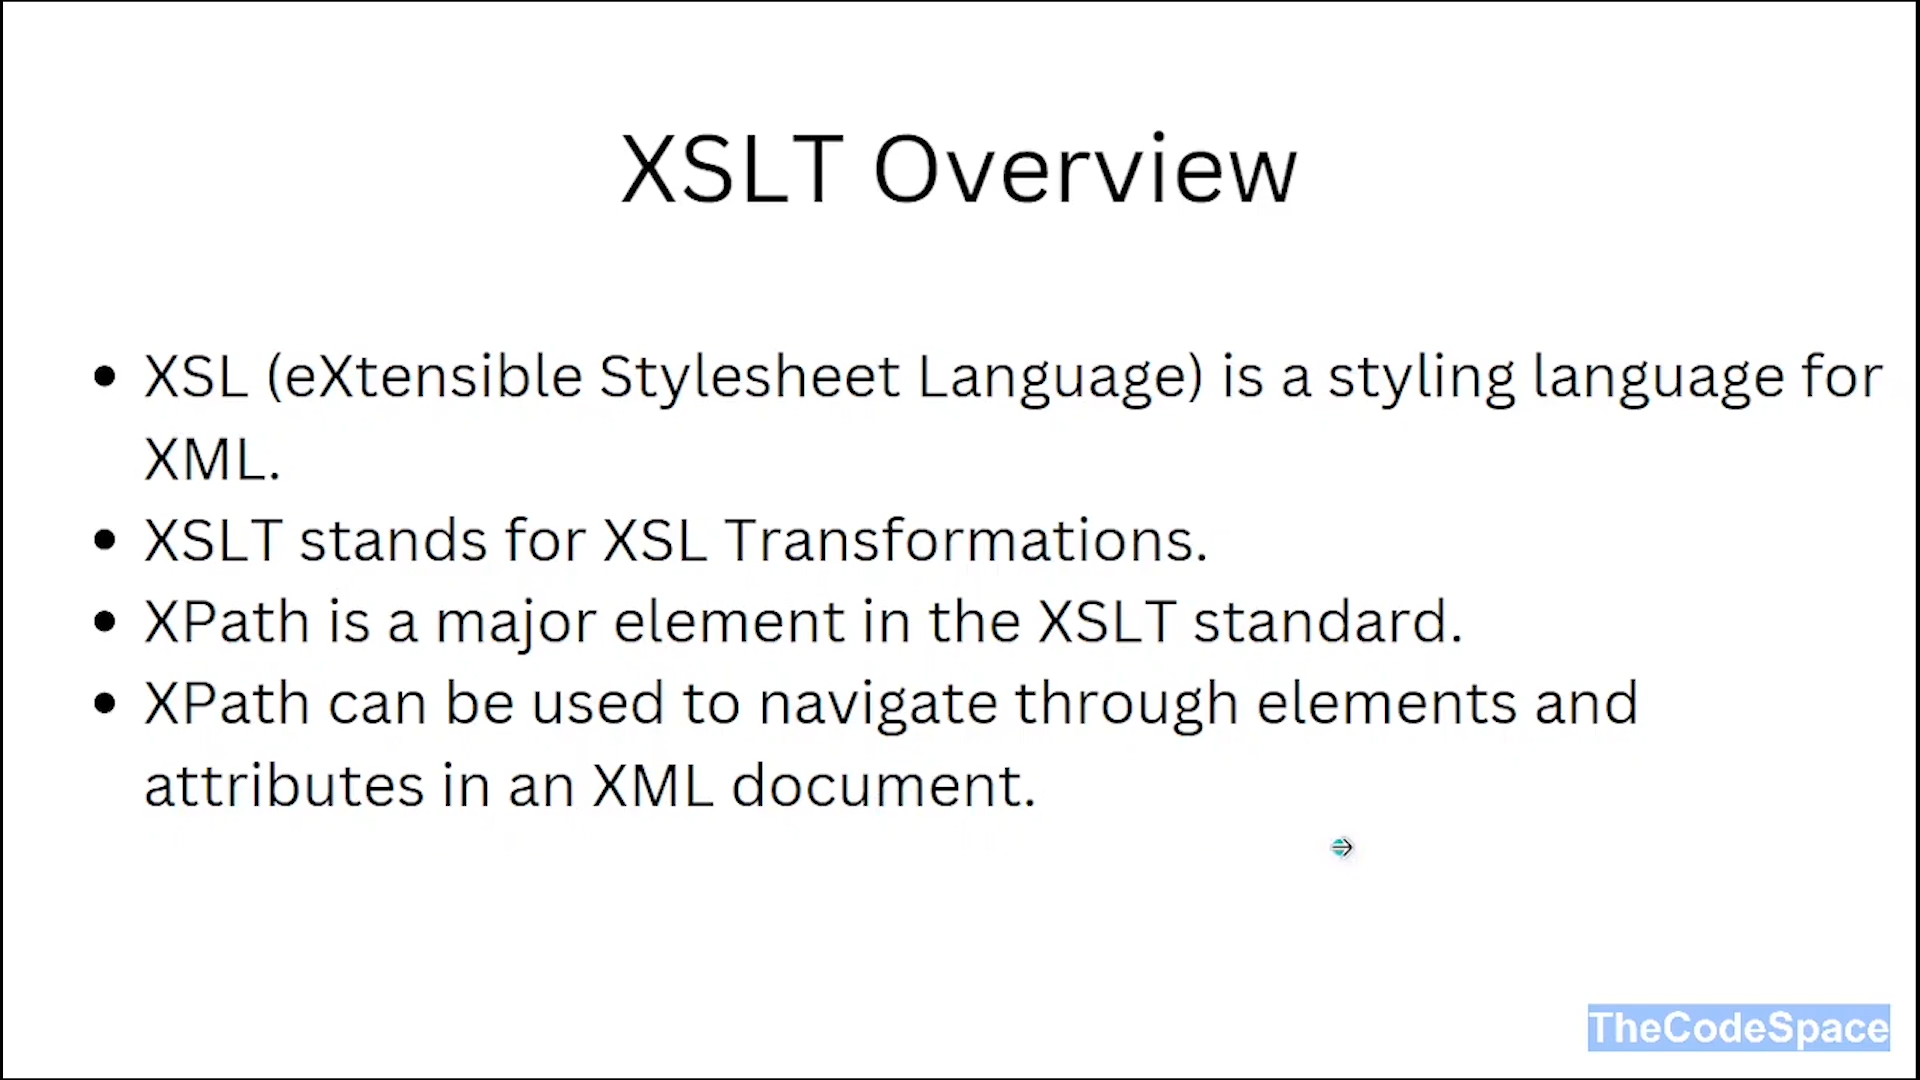 XSLT Overview
• XSL (eXtensible Stylesheet Language) is a styling language for
XML.
• XSLT stands for XSL Transformations.
• XPath is a major element in the XSLT standard.
• XPath can be used to navigate through elements and
attributes in an XML document.
TheCodeSpace